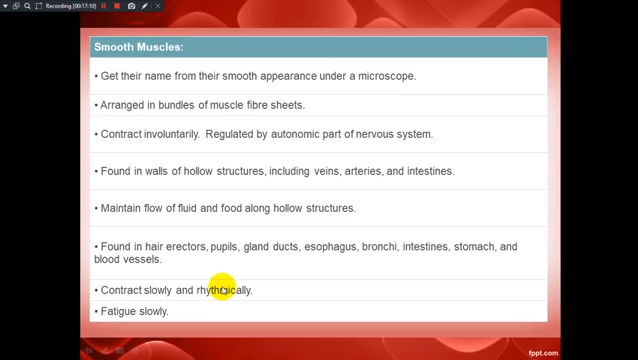 Recording [00:17:10]
Smooth Muscles:
• Get their name from their smooth appearance under a microscope.
• Arranged in bundles of muscle fibre sheets.
• Contract involuntarily. Regulated by autonomic part of nervous system.
• Found in walls of hollow structures, including veins, arteries, and intestines.
• Maintain flow of fluid and food along hollow structures.
• Found in hair erectors, pupils, gland ducts, esophagus, bronchi, intestines, stomach, and
blood vessels.
• Contract slowly and rhythmically.
• Fatigue slowly.
fppt.com